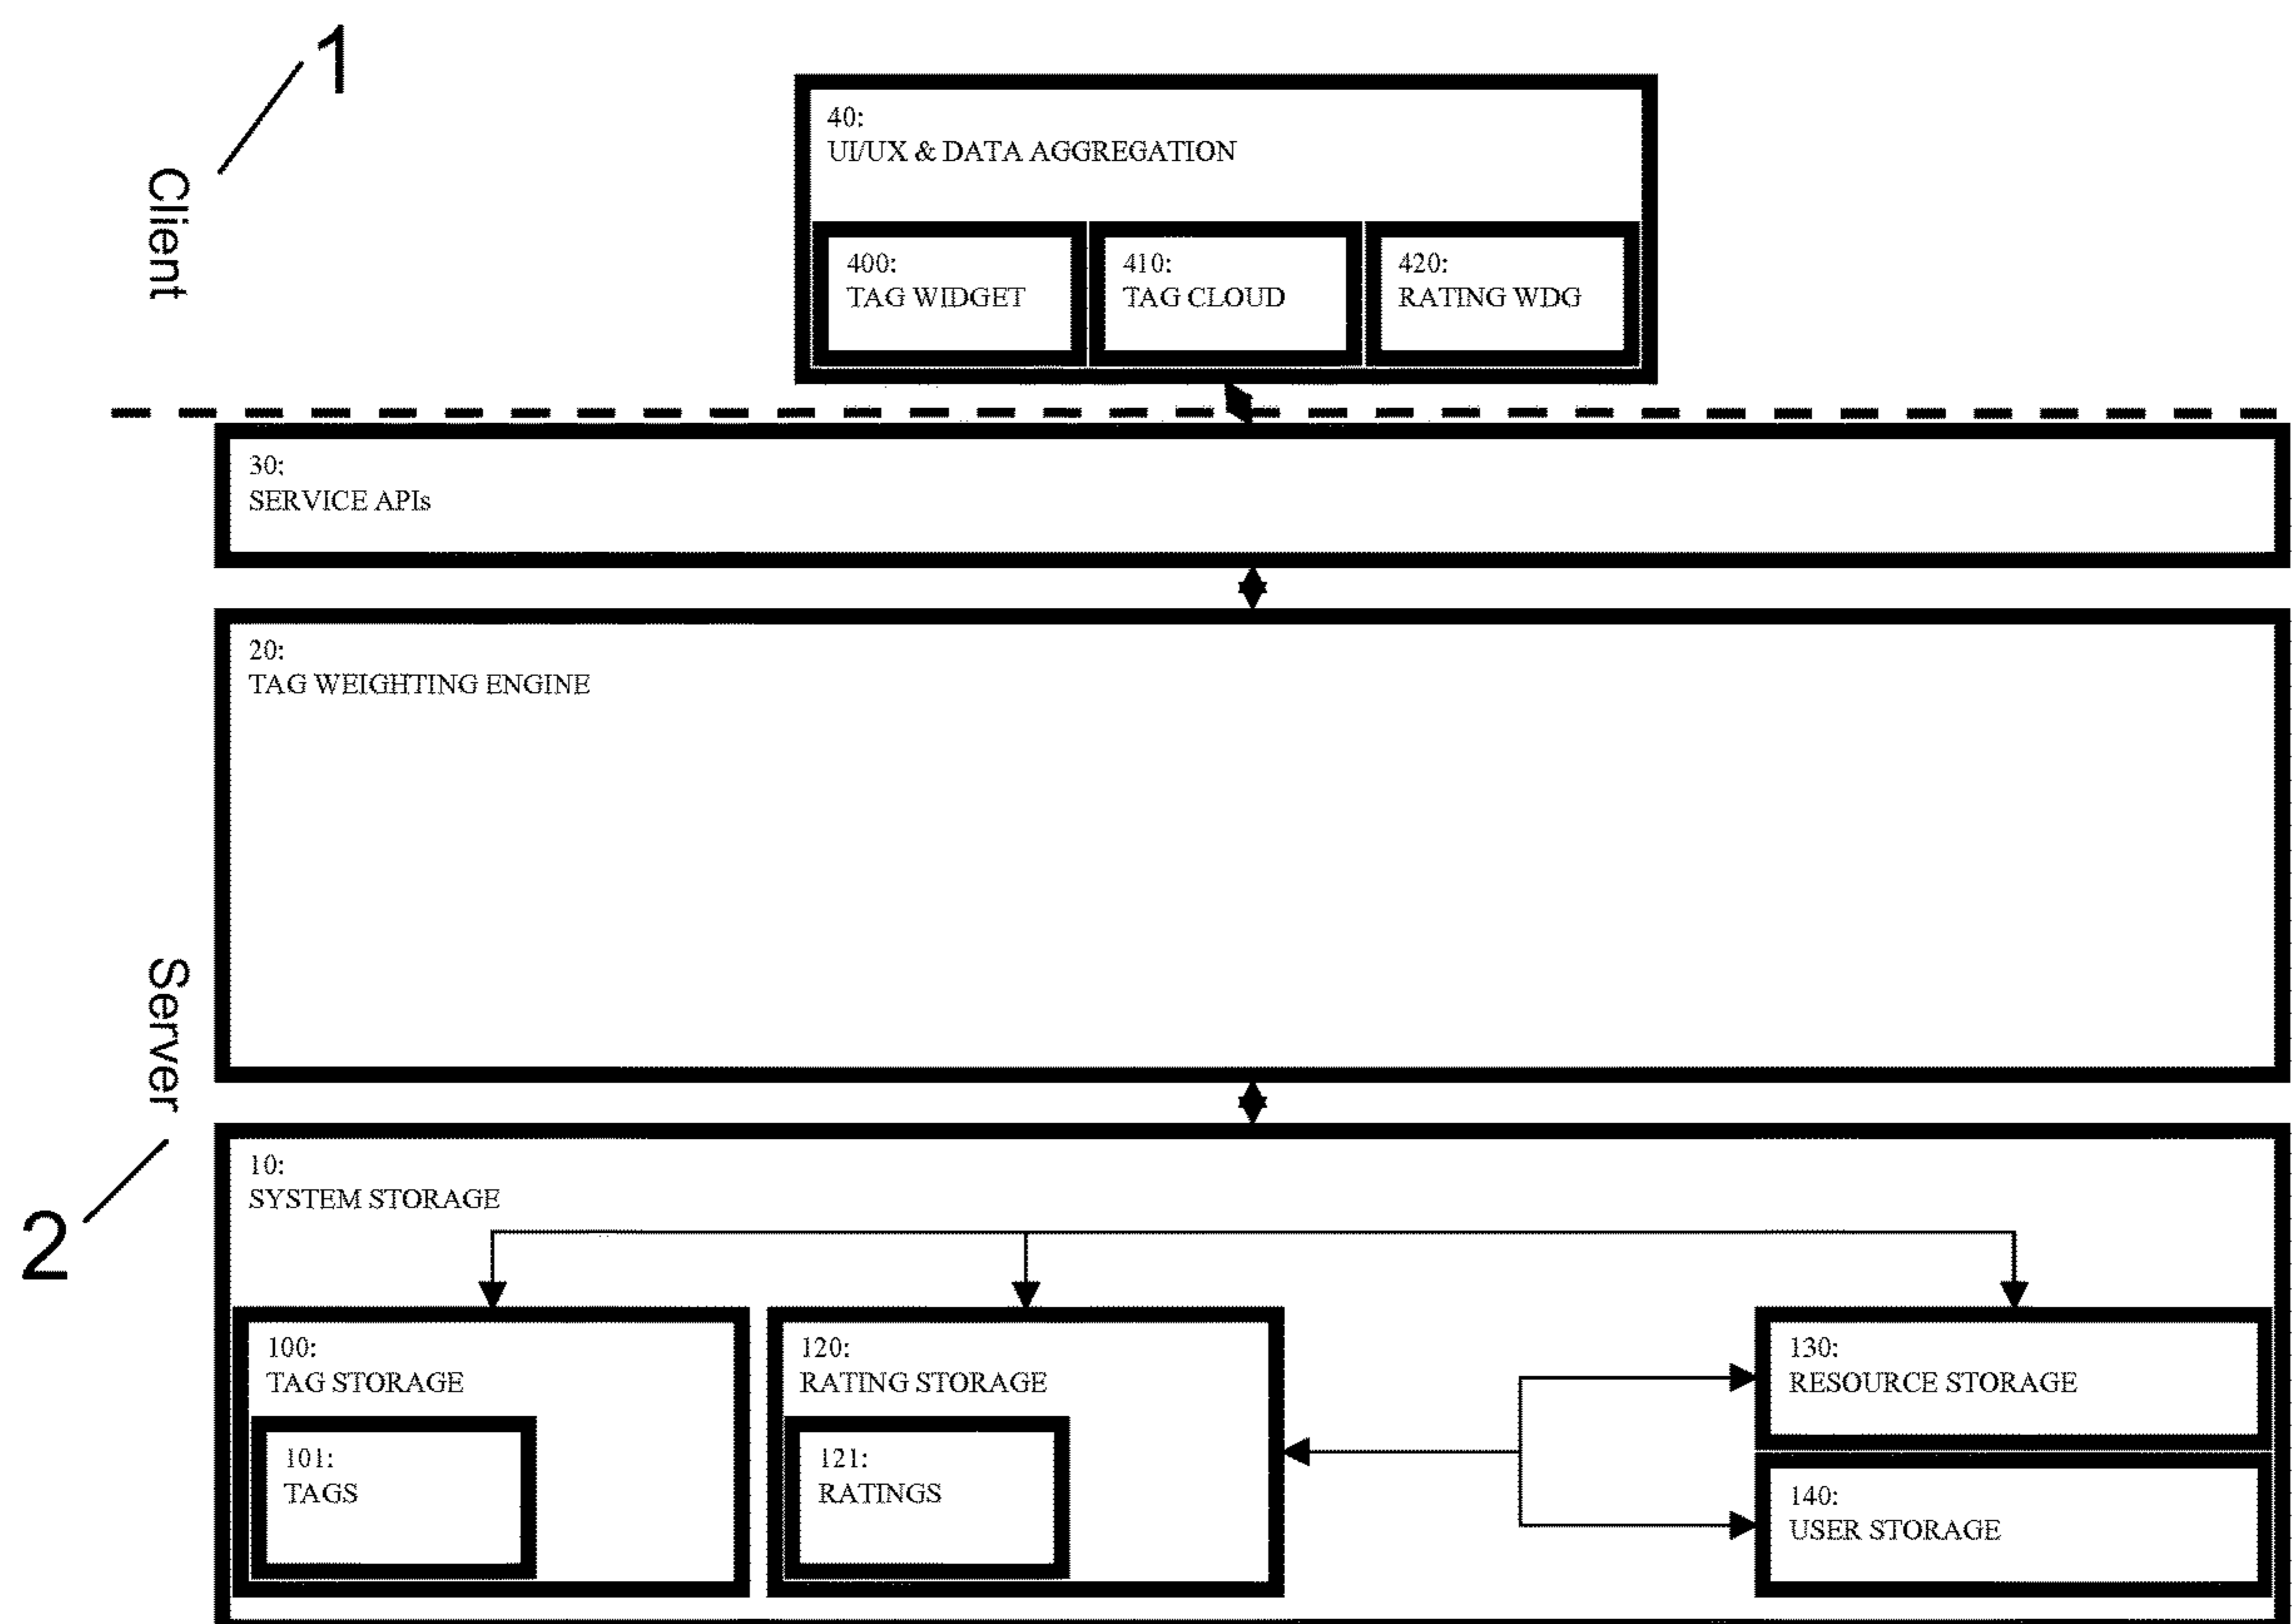 1
Client
40:
UI/UX & DATA AGGREGATION
400:
TAG WIDGET
410:
TAG CLOUD
420:
RATING WDG
30:
SERVICE APIs
20:
TAG WEIGHTING ENGINE
Server
2
10:
SYSTEM STORAGE
100:
TAG STORAGE
101:
TAGS
120:
RATING STORAGE
121:
RATINGS
130:
RESOURCE STORAGE
140:
USER STORAGE